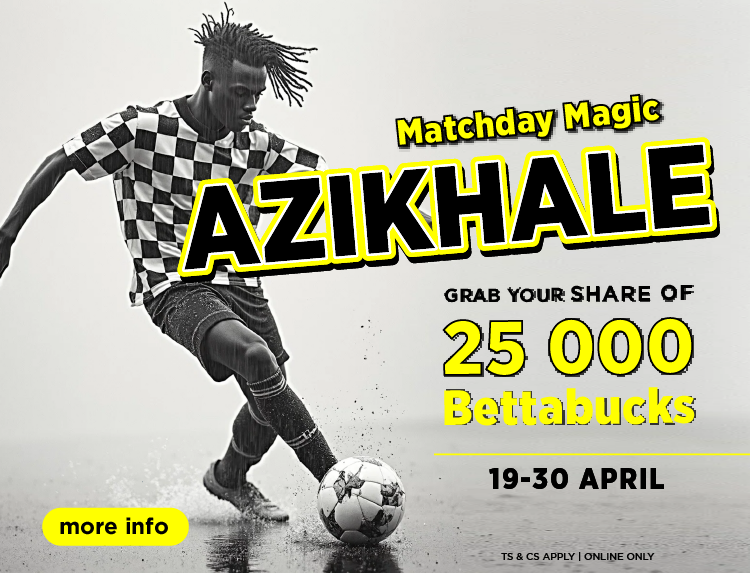 Matchday Magic
AZIKHALE
GRAB YOUR SHARE OF
25 000
Bettabucks
19-30 APRIL
more info
TS & CS APPLY | ONLINE ONLY